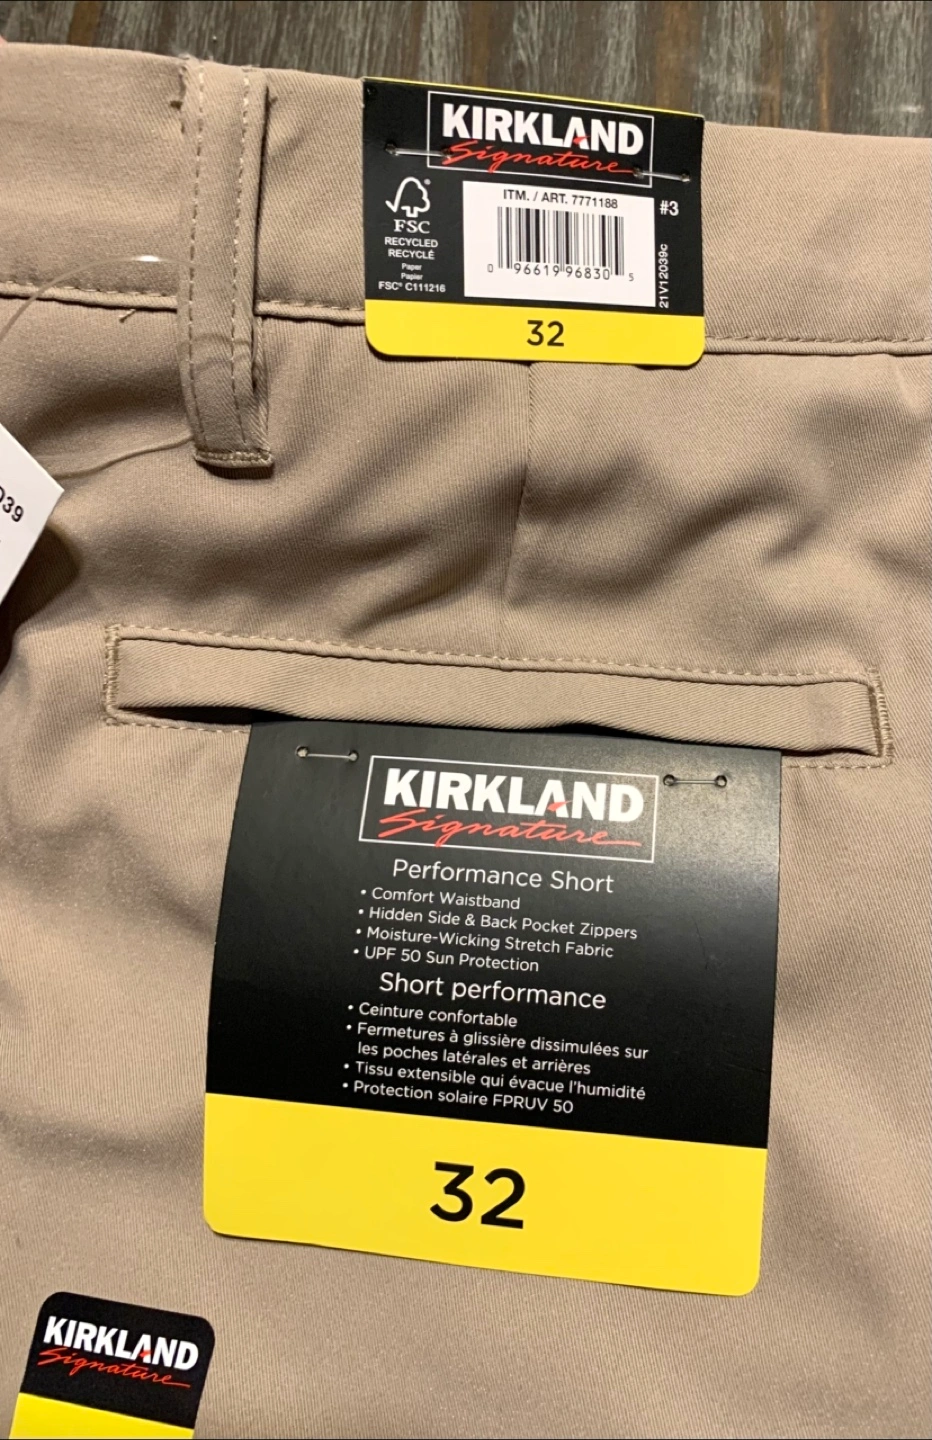 KIRKLAND
Signature
ITM. / ART. 7771188
#3
FSC
RECYCLED
RECYCLÉ
Paper
Papier
FSC® C111216
0 96619 96830 5
21V12039c
32
039
KIRKLAND
Signature
Performance Short
• Comfort Waistband
• Hidden Side & Back Pocket Zippers
• Moisture-Wicking Stretch Fabric
• UPF 50 Sun Protection
Short performance
• Ceinture confortable
• Fermetures à glissière dissimulées sur
les poches latérales et arrières
• Tissu extensible qui évacue l'humidité
• Protection solaire FPRUV 50
32
KIRKLAND
Signature